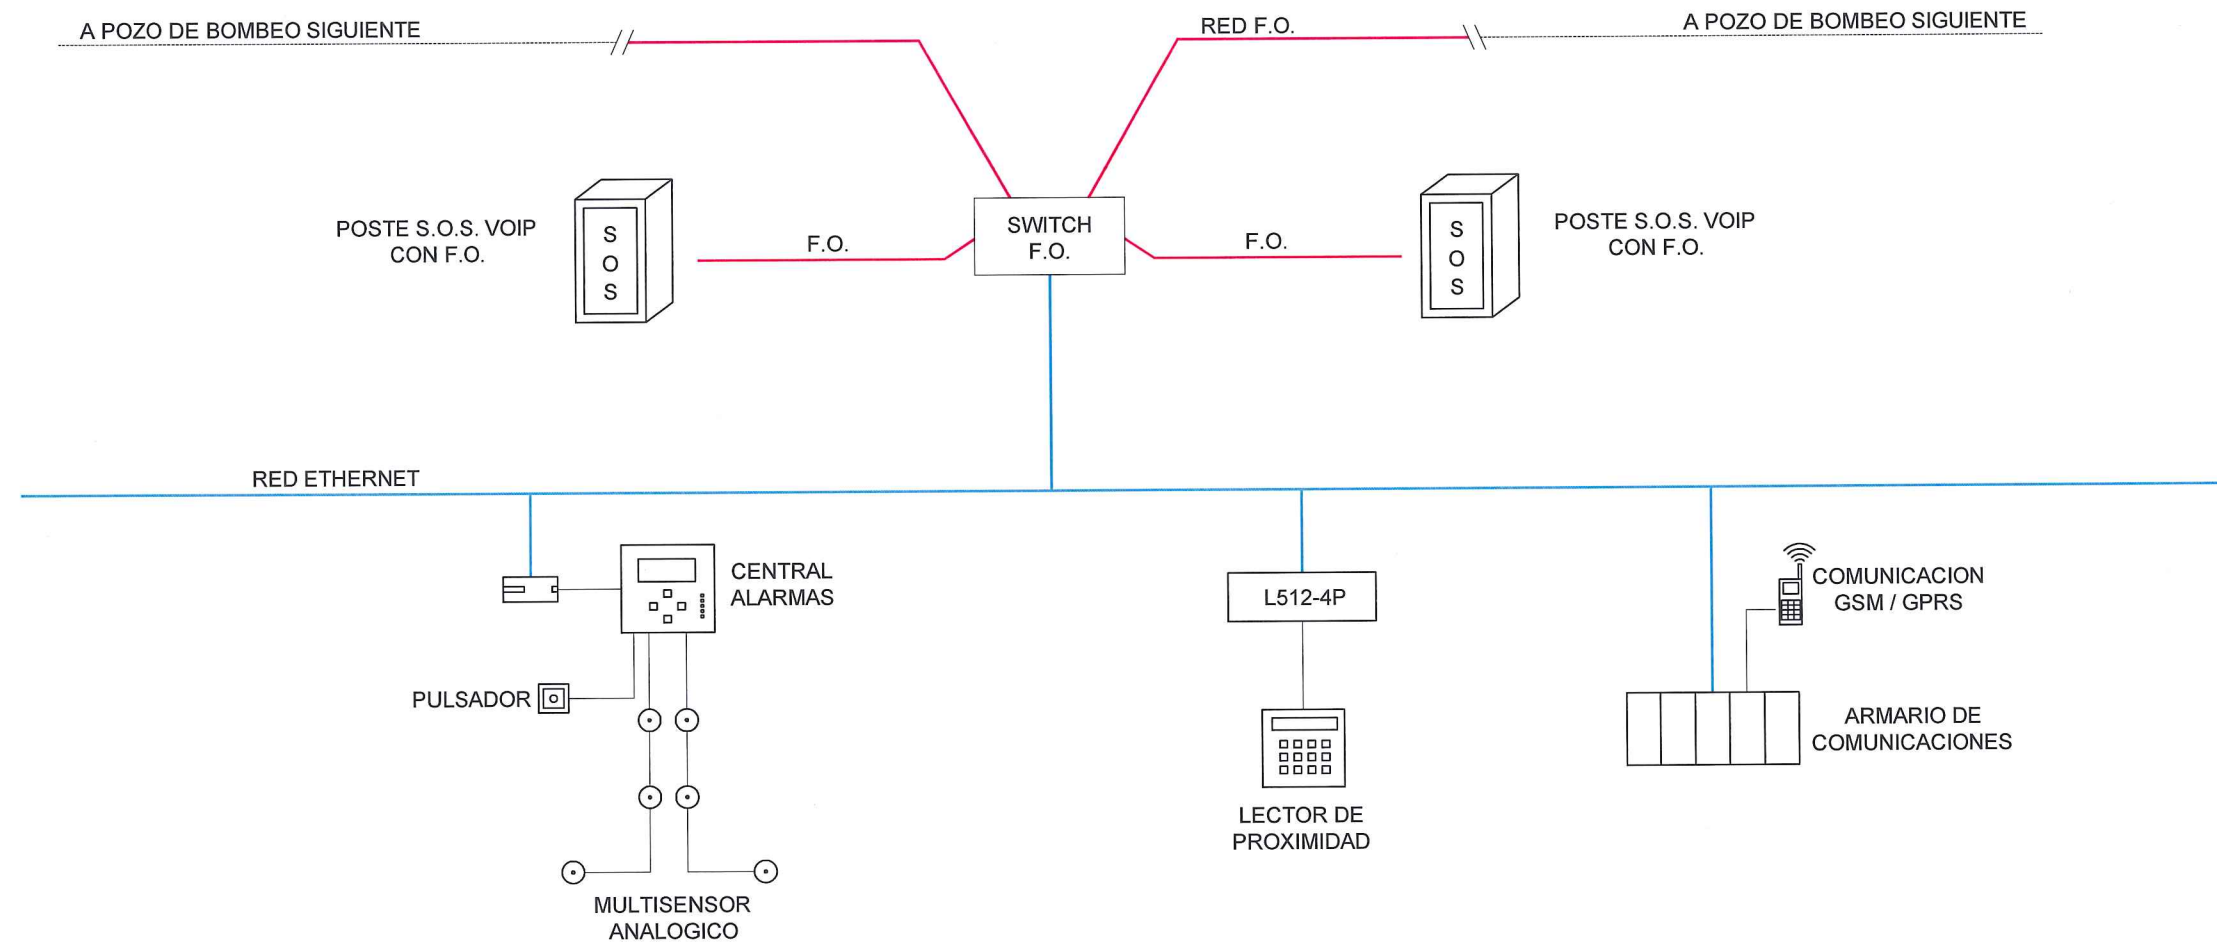 A POZO DE BOMBEO SIGUIENTE
RED F.O.
A POZO DE BOMBEO SIGUIENTE
POSTE S.O.S. VOIP
CON F.O.
S
O
S
F.O.
SWITCH
F.O.
F.O.
S
O
S
POSTE S.O.S. VOIP
CON F.O.
RED ETHERNET
CENTRAL
ALARMAS
L512-4P
COMUNICACION
GSM / GPRS
PULSADOR
ARMARIO DE
COMUNICACIONES
LECTOR DE
PROXIMIDAD
MULTISENSOR
ANALOGICO